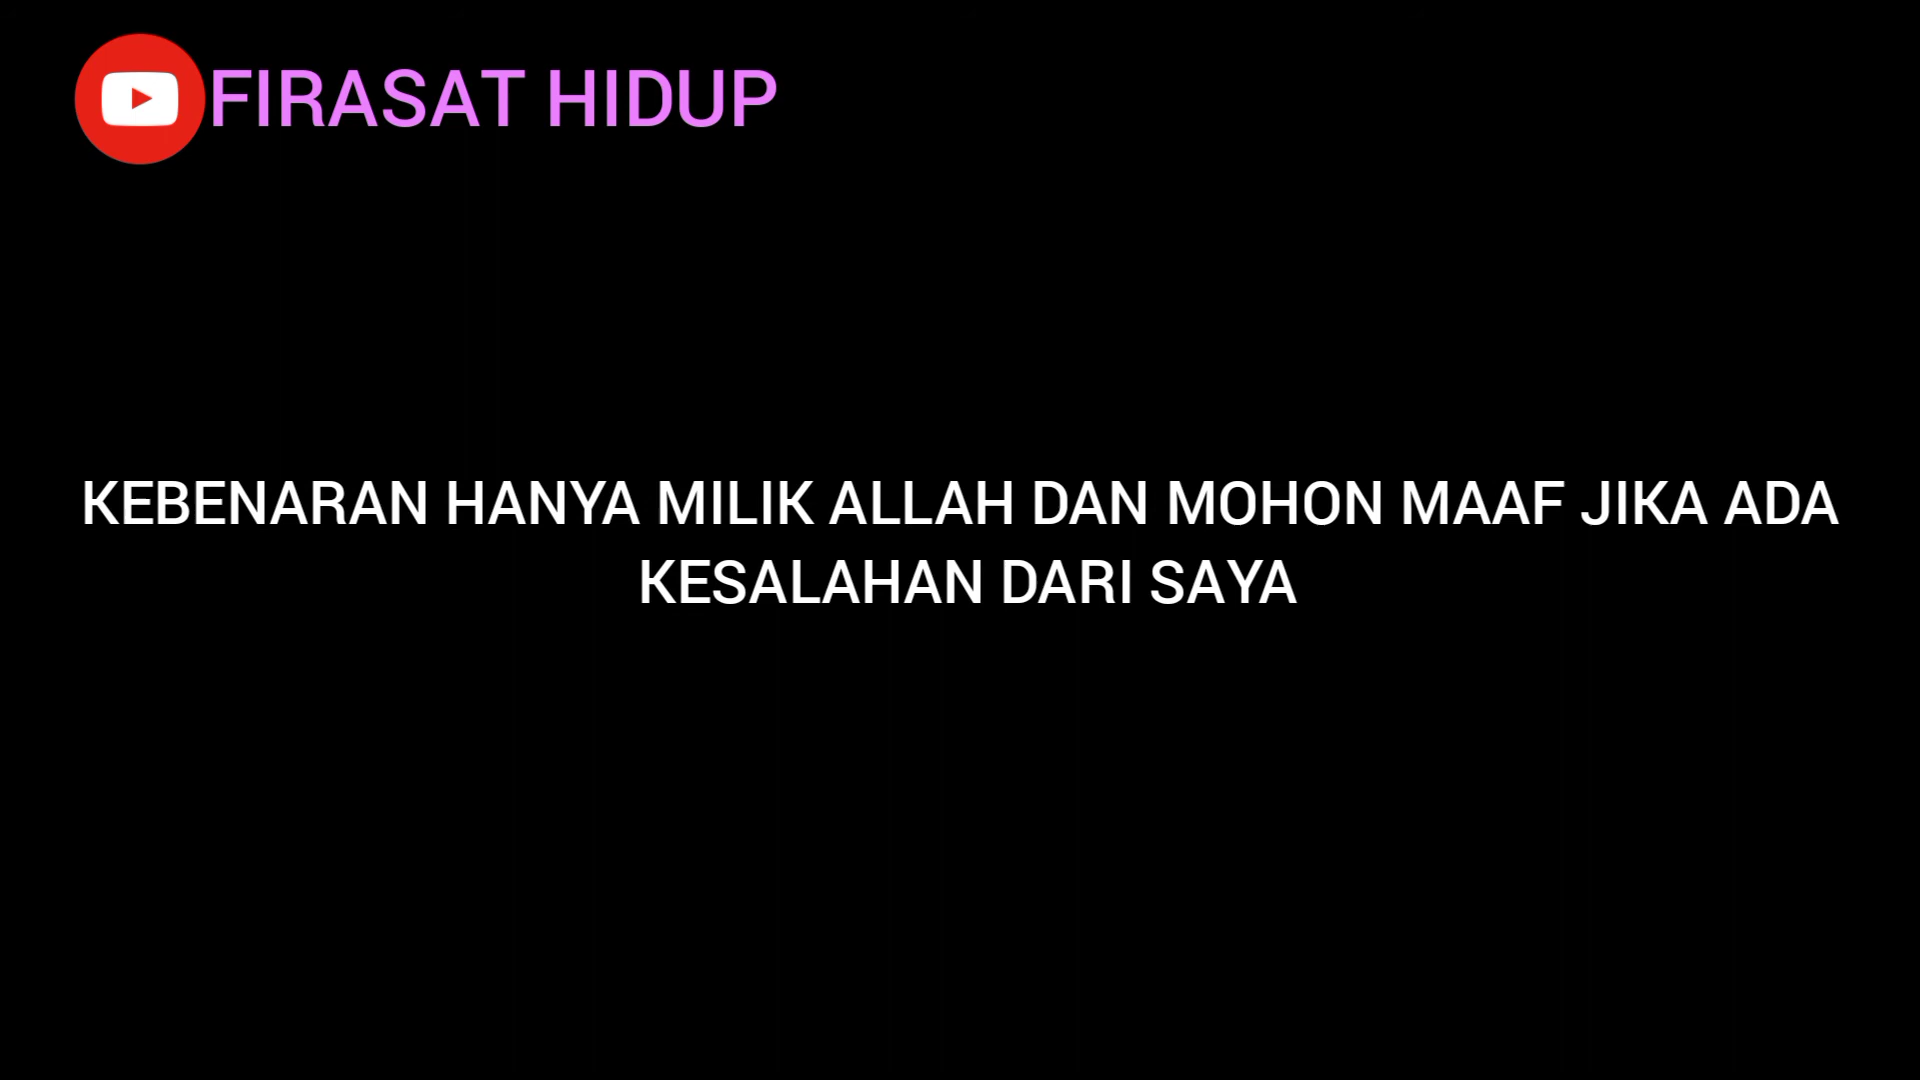 FIRASAT HIDUP
KEBENARAN HANYA MILIK ALLAH DAN MOHON MAAF JIKA ADA
KESALAHAN DARI SAYA